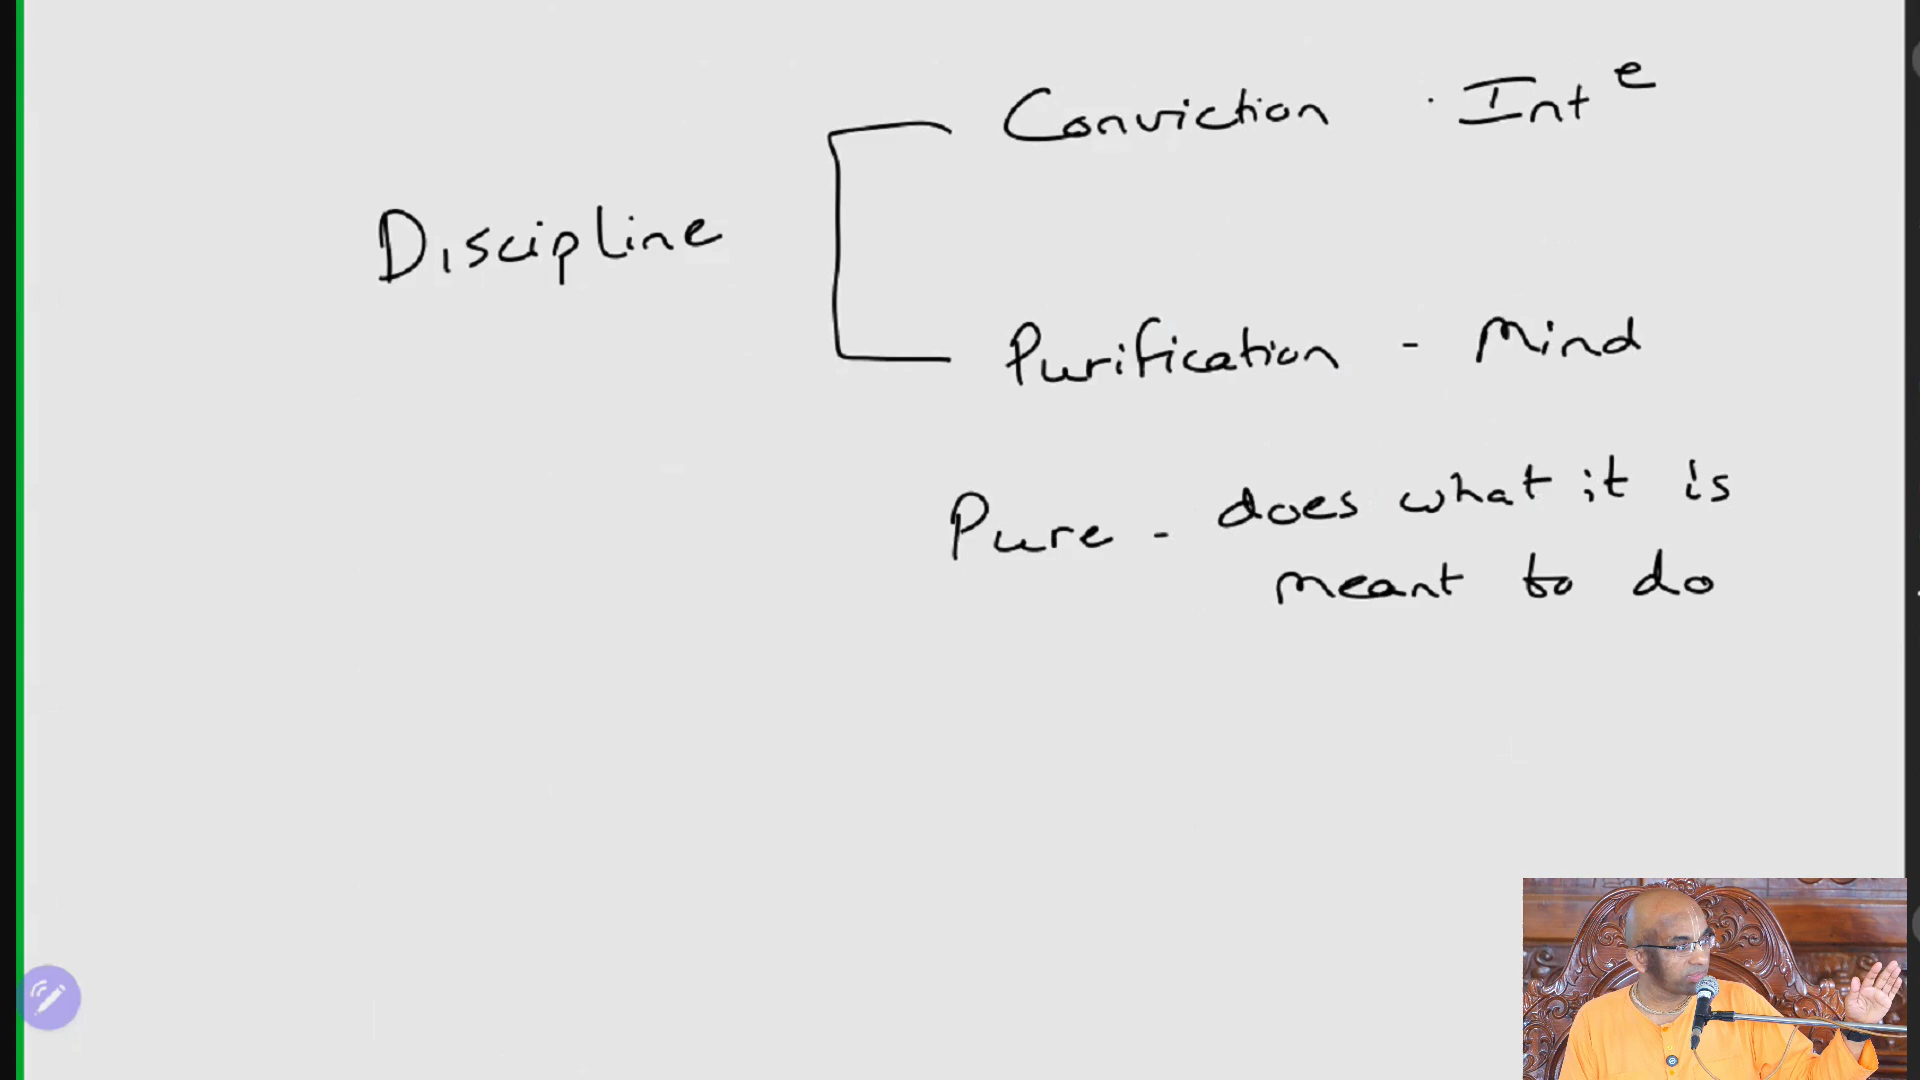 Conviction · Int e
Discipline
Purification - Mind
Pure - does what it is
meant to do